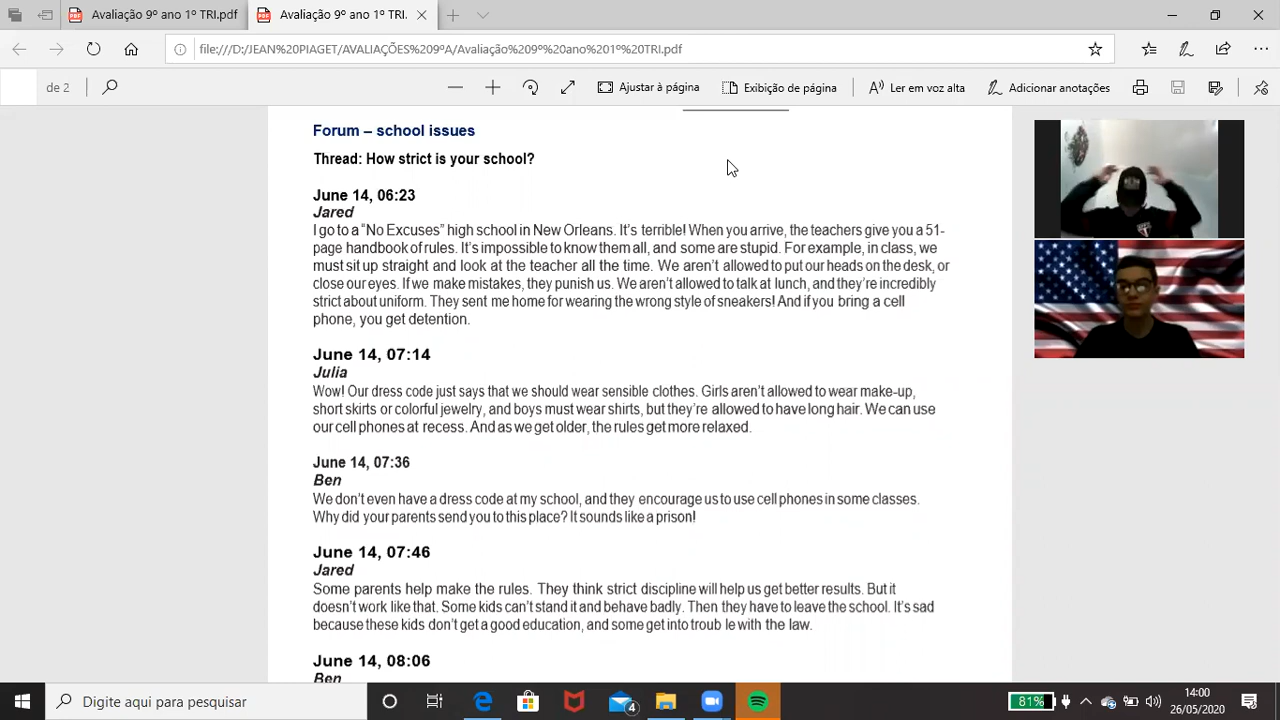 Avaliação 9º ano 1º TRI.pdf
Avaliação 9º ano 1º TRI.
file:///D:/JEAN%20PIAGET/AVALIAÇÕES%209ºA/Avaliação%209º%20ano%201º%20TRI.pdf
de 2
Ajustar à página
Exibição de página
Ler em voz alta
Adicionar anotações
Forum – school issues
Thread: How strict is your school?
June 14, 06:23
Jared
I go to a “No Excuses” high school in New Orleans. It’s terrible! When you arrive, the teachers give you a 51-
page handbook of rules. It’s impossible to know them all, and some are stupid. For example, in class, we
must sit up straight and look at the teacher all the time. We aren’t allowed to put our heads on the desk, or
close our eyes. If we make mistakes, they punish us. We aren’t allowed to talk at lunch, and they’re incredibly
strict about uniform. They sent me home for wearing the wrong style of sneakers! And if you bring a cell
phone, you get detention.
June 14, 07:14
Julia
Wow! Our dress code just says that we should wear sensible clothes. Girls aren’t allowed to wear make-up,
short skirts or colorful jewelry, and boys must wear shirts, but they’re allowed to have long hair. We can use
our cell phones at recess. And as we get older, the rules get more relaxed.
June 14, 07:36
Ben
We don’t even have a dress code at my school, and they encourage us to use cell phones in some classes.
Why did your parents send you to this place? It sounds like a prison!
June 14, 07:46
Jared
Some parents help make the rules. They think strict discipline will help us get better results. But it
doesn’t work like that. Some kids can’t stand it and behave badly. Then they have to leave the school. It’s sad
because these kids don’t get a good education, and some get into troub le with the law.
June 14, 08:06
Ben
Digite aqui para pesquisar
4
81%
14:00
26/05/2020